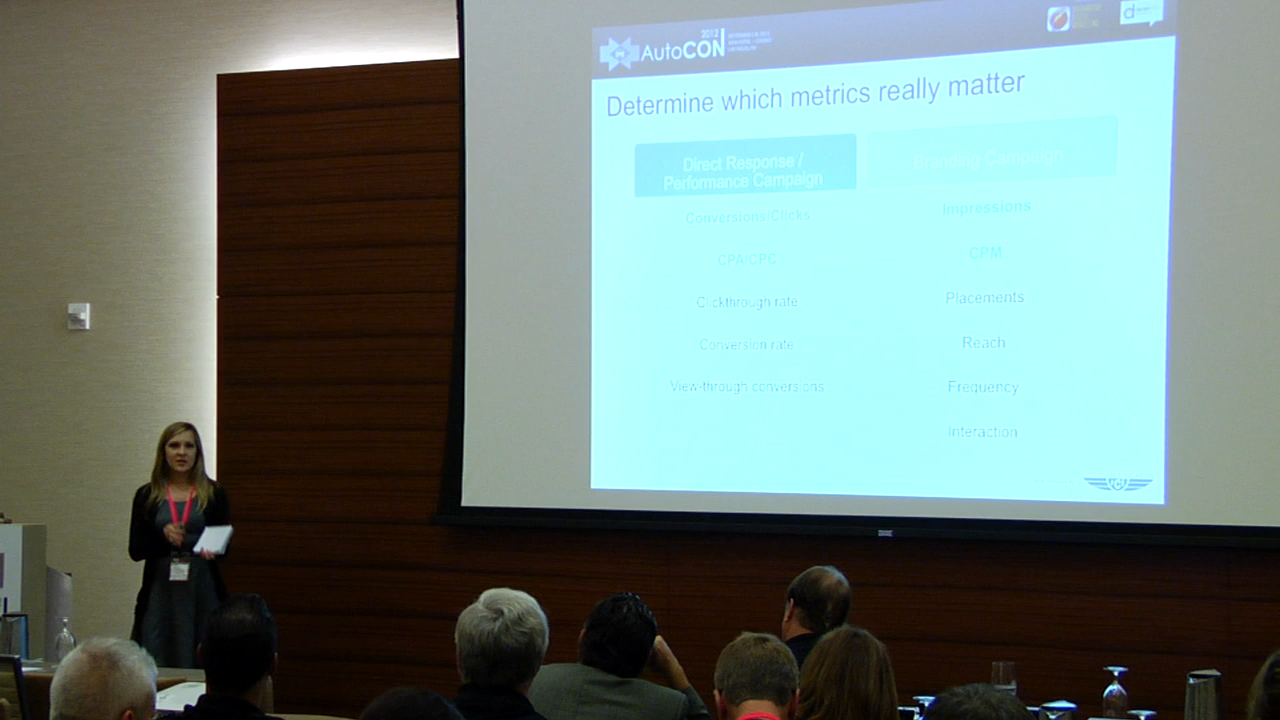 2012
AutoCON
Determine which metrics really matter
Direct Response /
Performance Campaign
Branding Campaign
Conversions/Clicks
Impressions
CPA/CPC
CPM
Clickthrough rate
Placements
Conversion rate
Reach
View-through conversions
Frequency
Interaction